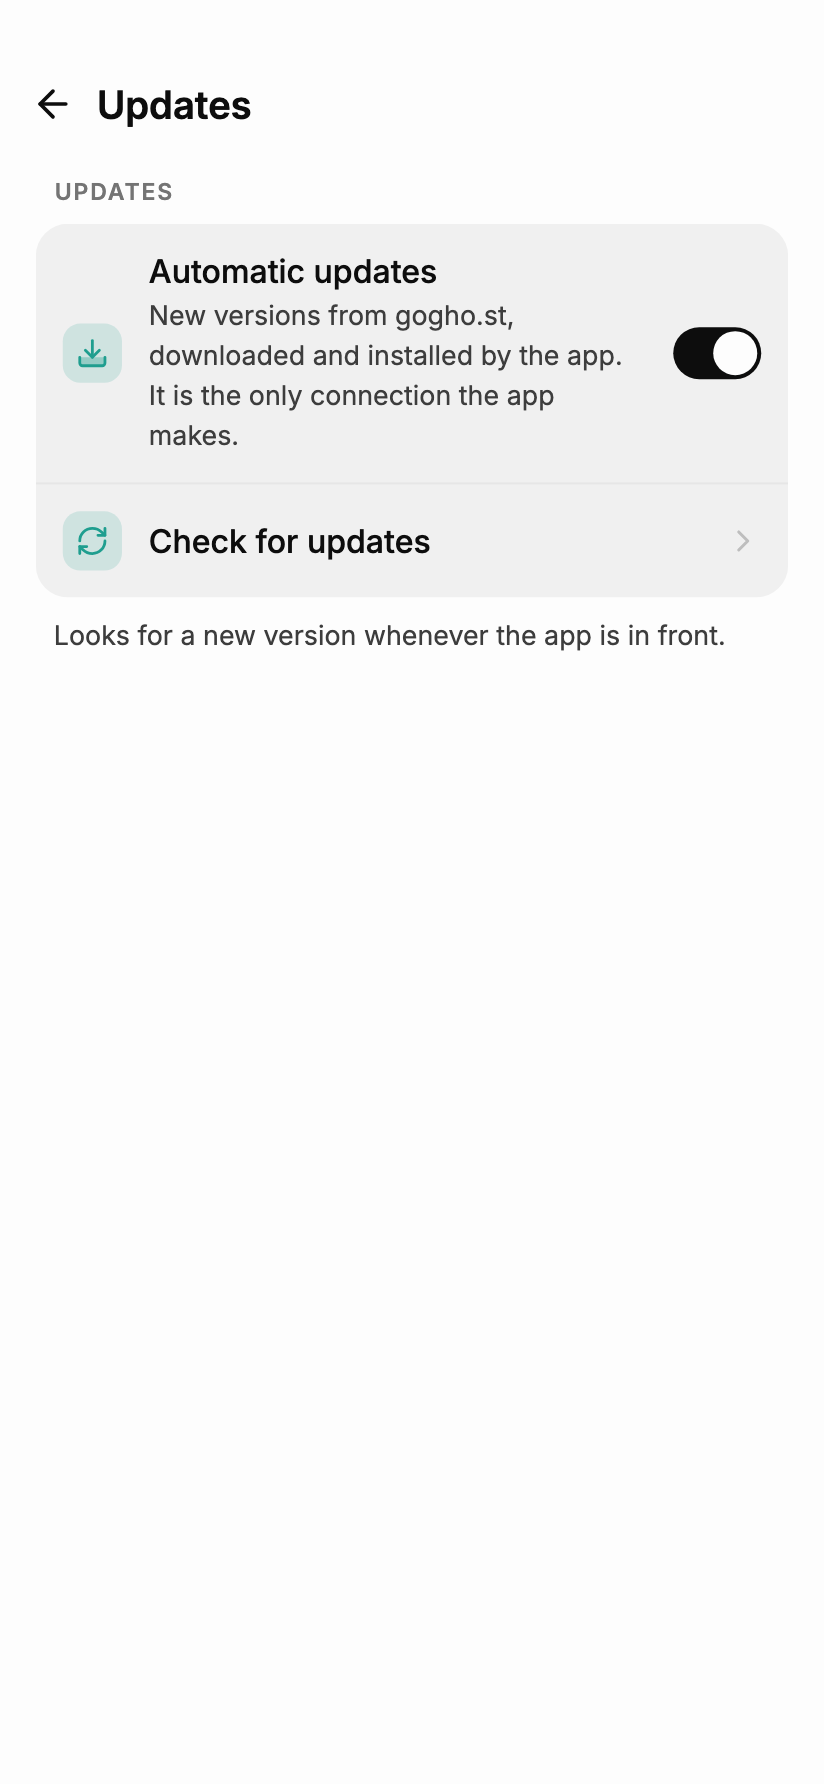 Updates
UPDATES
Automatic updates
New versions from gogho.st,
downloaded and installed by the app.
It is the only connection the app
makes.
Check for updates
Looks for a new version whenever the app is in front.